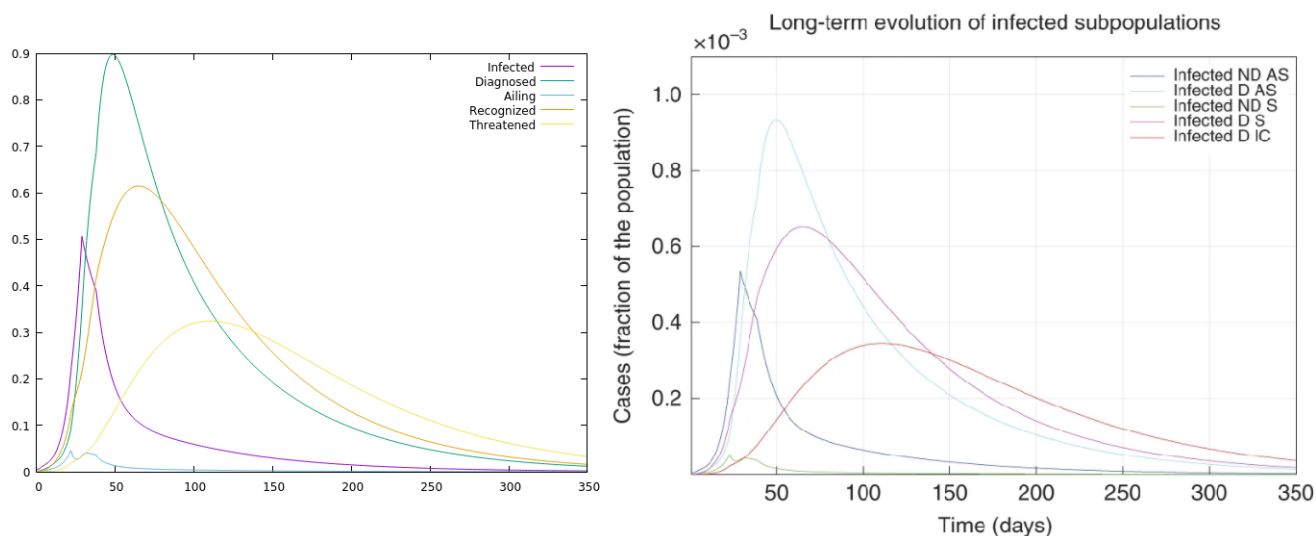 0.9
0.8
0.7
0.6
0.5
0.4
0.3
0.2
0.1
0
0 50 100 150 200 250 300 350
Infected
Diagnosed
Ailing
Recognized
Threatened
Long-term evolution of infected subpopulations
×10⁻³
1.0
0.8
0.6
0.4
0.2
Cases (fraction of the population)
Infected ND AS
Infected D AS
Infected ND S
Infected D S
Infected D IC
50 100 150 200 250 300 350
Time (days)